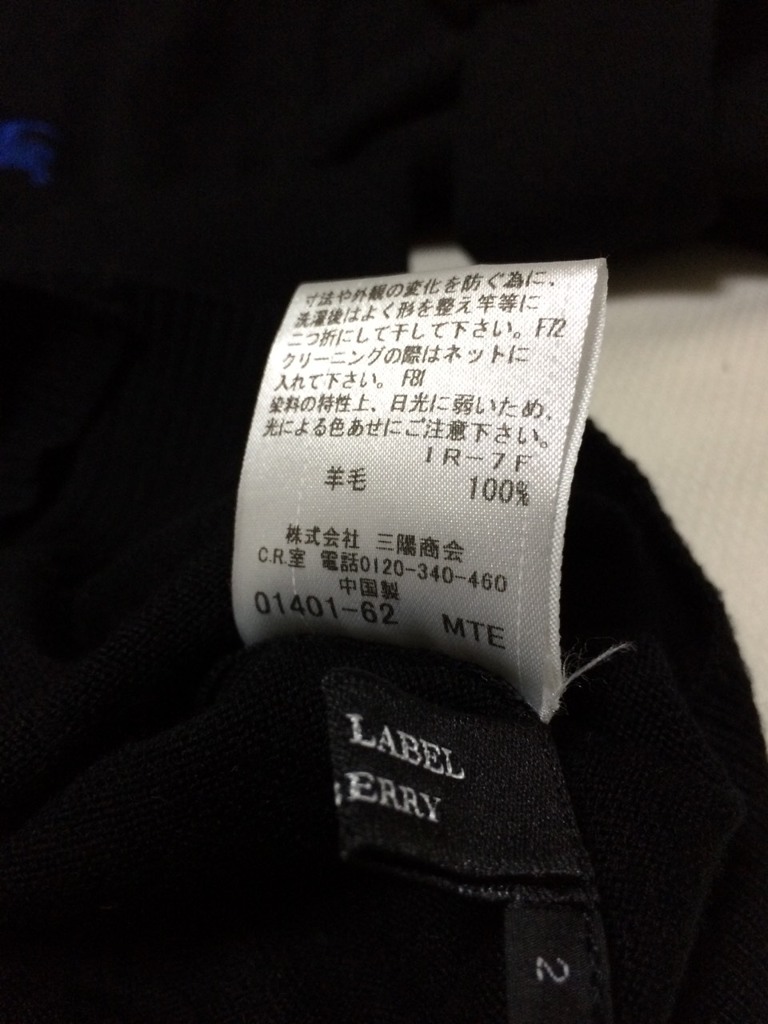 寸法や外観の変化を防ぐ為に、
洗濯後はよく形を整え竿等に
二つ折にして干して下さい。F72
クリーニングの際はネットに
入れて下さい。F81
染料の特性上、日光に弱いため、
光による色あせにご注意下さい。
IR-7F
羊毛 100%
株式会社 三陽商会
C.R.室 電話0120-340-460
中国製
01401-62 MTE
LABEL
BERRY
2